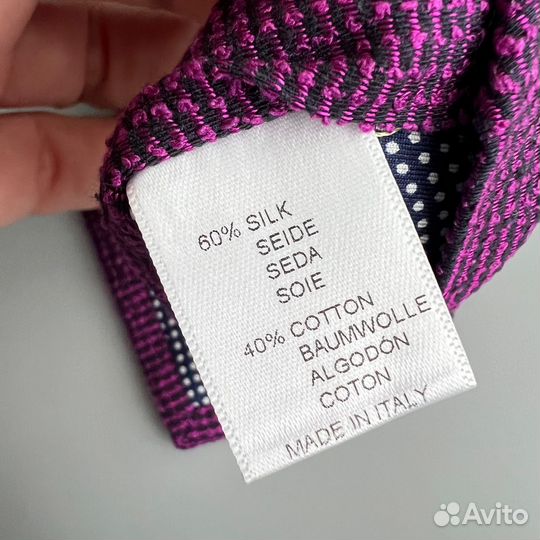 60% SILK
SEIDE
SEDA
SOIE
40% COTTON
BAUMWOLLE
ALGODÓN
COTON
MADE IN ITALY
Avito